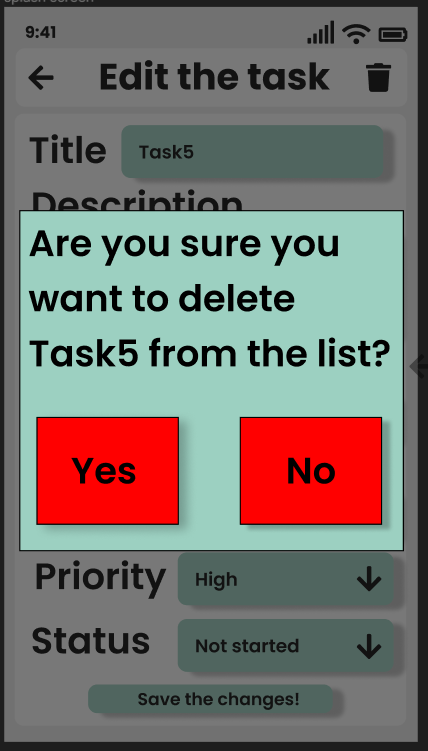 Splash screen
9:41
Edit the task
Title
Task5
Description
Are you sure you
want to delete
Task5 from the list?
Yes
No
Priority
High
Status
Not started
Save the changes!